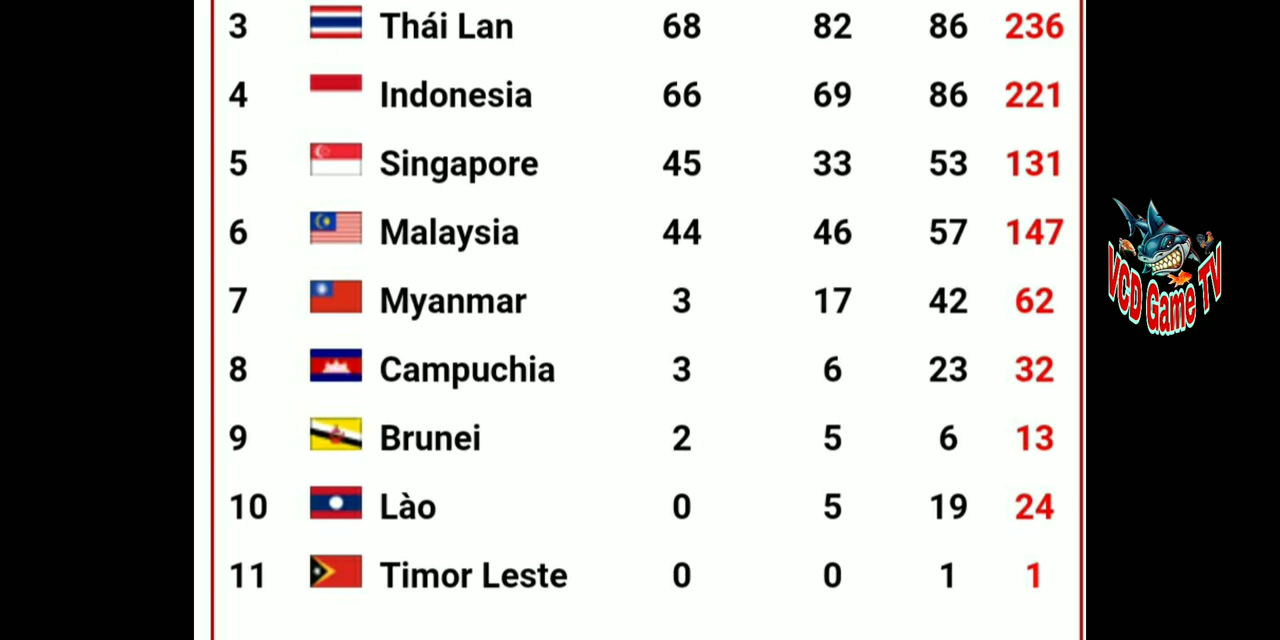 3 Thái Lan 68 82 86 236
4 Indonesia 66 69 86 221
5 Singapore 45 33 53 131
6 Malaysia 44 46 57 147
7 Myanmar 3 17 42 62
8 Campuchia 3 6 23 32
9 Brunei 2 5 6 13
10 Lào 0 5 19 24
11 Timor Leste 0 0 1 1
VCD Game TV